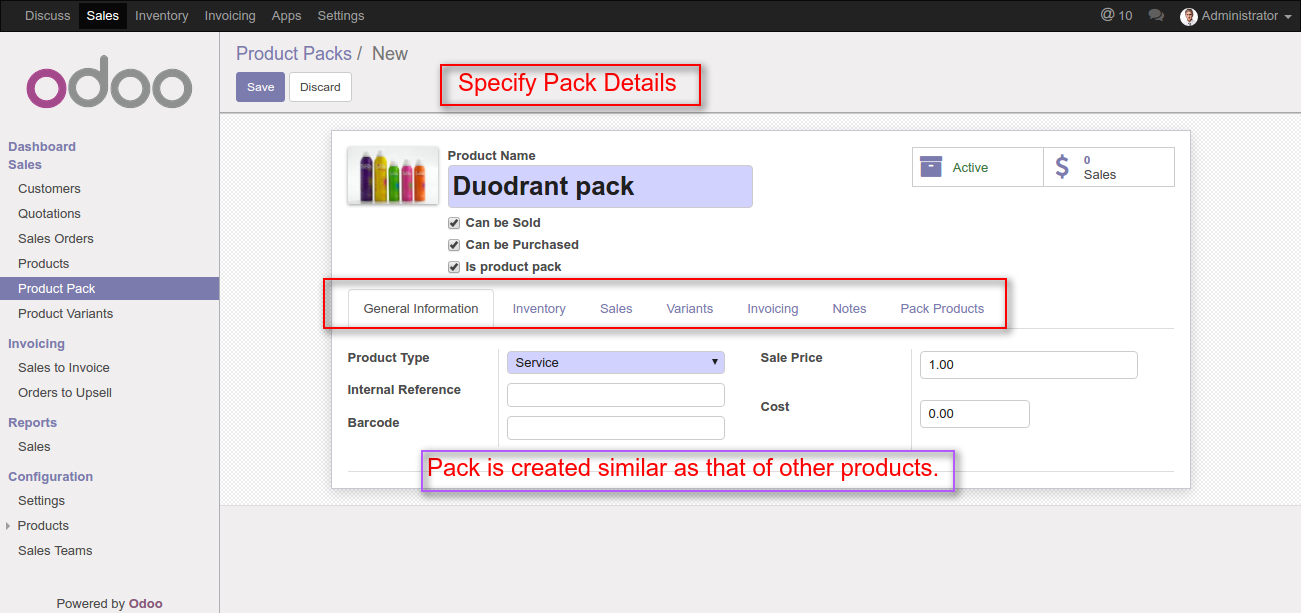 Discuss Sales Inventory Invoicing Apps Settings @ 10 Administrator
odoo
Product Packs / New
Save Discard
Specify Pack Details
Dashboard
Sales
Customers
Quotations
Sales Orders
Products
Product Pack
Product Variants
Invoicing
Sales to Invoice
Orders to Upsell
Reports
Sales
Configuration
Settings
Products
Sales Teams
Powered by Odoo
Product Name
Duodrant pack
Active
$ 0
Sales
Can be Sold
Can be Purchased
Is product pack
General Information Inventory Sales Variants Invoicing Notes Pack Products
Product Type Service Sale Price 1.00
Internal Reference
Cost 0.00
Barcode
Pack is created similar as that of other products.